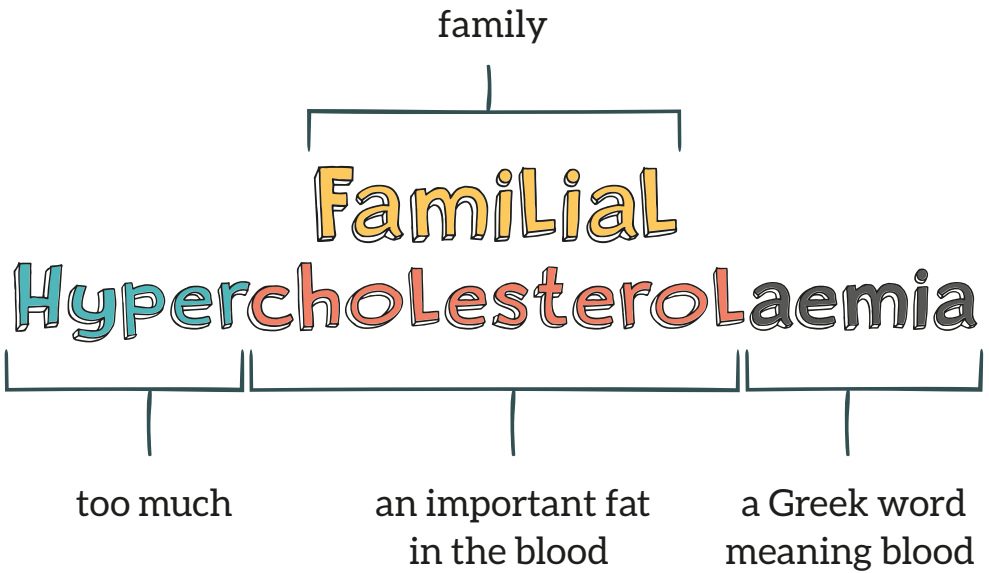 family
Familial
Hypercholesterolaemia
too much
an important fat
in the blood
a Greek word
meaning blood